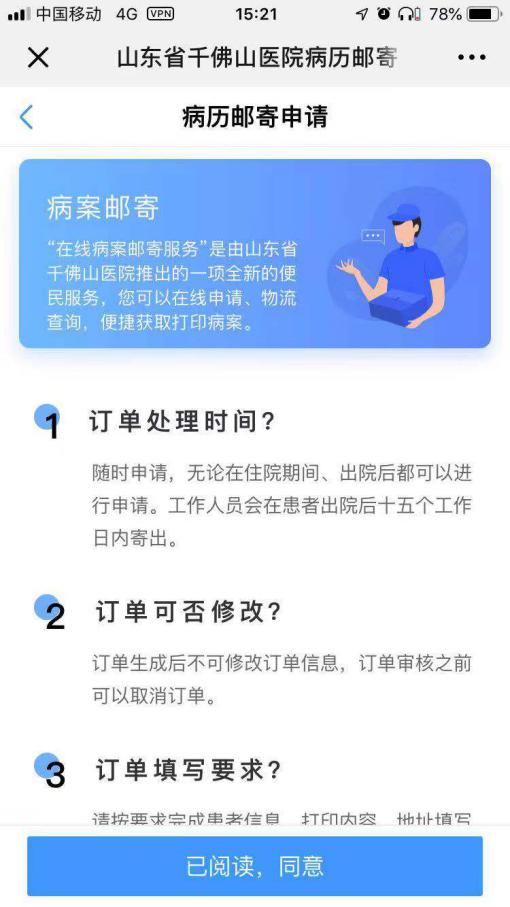 中国移动 4G VPN 15:21 78%
山东省千佛山医院病历邮寄
病历邮寄申请
病案邮寄
“在线病案邮寄服务”是由山东省
千佛山医院推出的一项全新的便
民服务，您可以在线申请、物流
查询，便捷获取打印病案。
1 订单处理时间?
随时申请，无论在住院期间、出院后都可以进
行申请。工作人员会在患者出院后十五个工作
日内寄出。
2 订单可否修改?
订单生成后不可修改订单信息，订单审核之前
可以取消订单。
3 订单填写要求?
请按要求完成患者信息、打印内容、地址填写
已阅读，同意